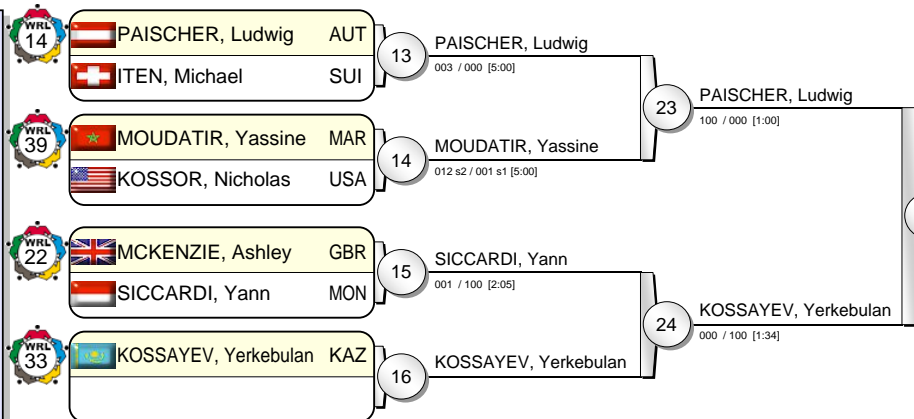 WRL
14
PAISCHER, Ludwig AUT
ITEN, Michael SUI
13
PAISCHER, Ludwig
003 / 000 [5:00]
WRL
39
MOUDATIR, Yassine MAR
KOSSOR, Nicholas USA
14
MOUDATIR, Yassine
012 s2 / 001 s1 [5:00]
23
PAISCHER, Ludwig
100 / 000 [1:00]
WRL
22
MCKENZIE, Ashley GBR
SICCARDI, Yann MON
15
SICCARDI, Yann
001 / 100 [2:05]
WRL
33
KOSSAYEV, Yerkebulan KAZ
16
KOSSAYEV, Yerkebulan
24
KOSSAYEV, Yerkebulan
000 / 100 [1:34]